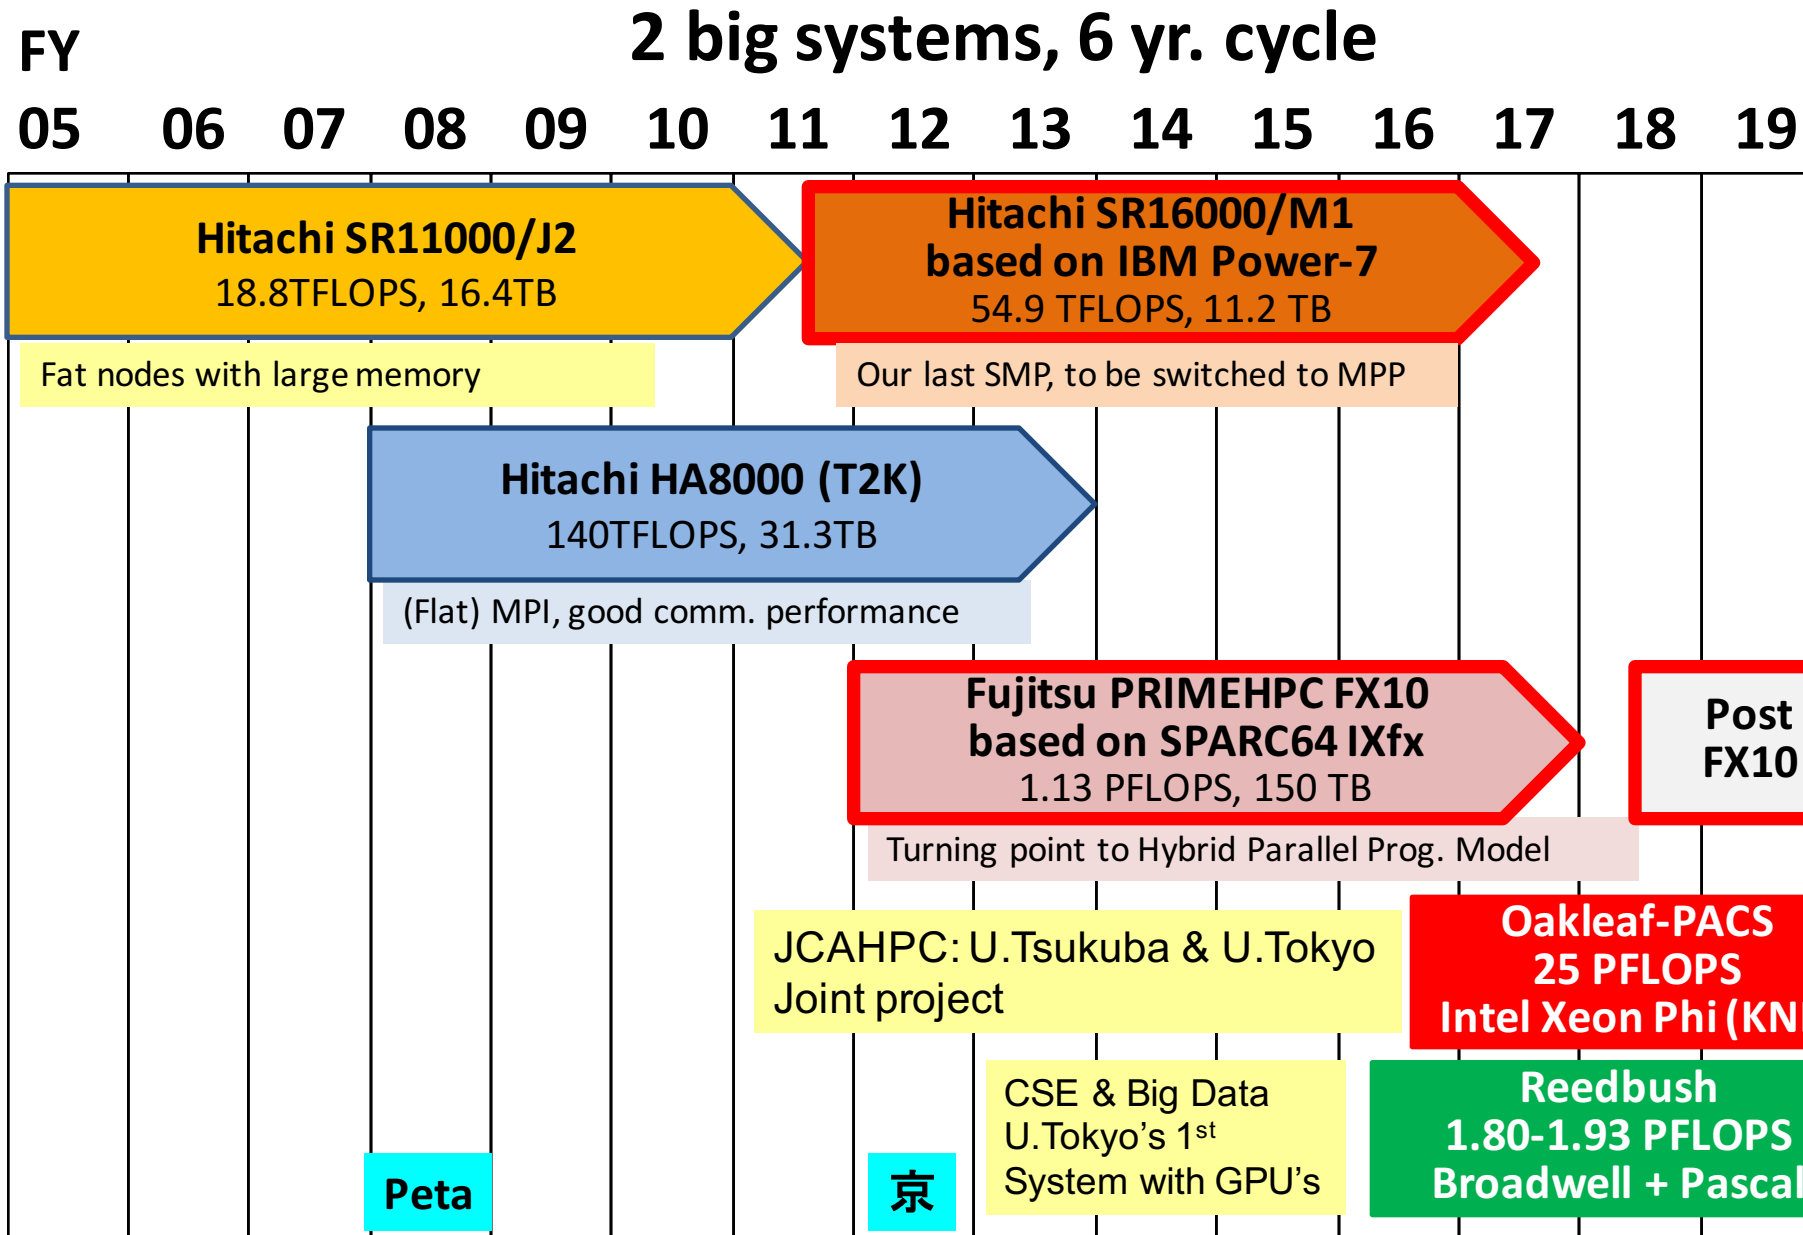 2 big systems, 6 yr. cycle
FY
05 06 07 08 09 10 11 12 13 14 15 16 17 18 19
Hitachi SR11000/J2
18.8TFLOPS, 16.4TB
Fat nodes with large memory
Hitachi SR16000/M1
based on IBM Power-7
54.9 TFLOPS, 11.2 TB
Our last SMP, to be switched to MPP
Hitachi HA8000 (T2K)
140TFLOPS, 31.3TB
(Flat) MPI, good comm. performance
Fujitsu PRIMEHPC FX10
based on SPARC64 IXfx
1.13 PFLOPS, 150 TB
Turning point to Hybrid Parallel Prog. Model
Post
FX10
JCAHPC: U.Tsukuba & U.Tokyo
Joint project
Oakleaf-PACS
25 PFLOPS
Intel Xeon Phi (KN
CSE & Big Data
U.Tokyo's 1st
System with GPU's
Reedbush
1.80-1.93 PFLOPS
Broadwell + Pascal
Peta
京